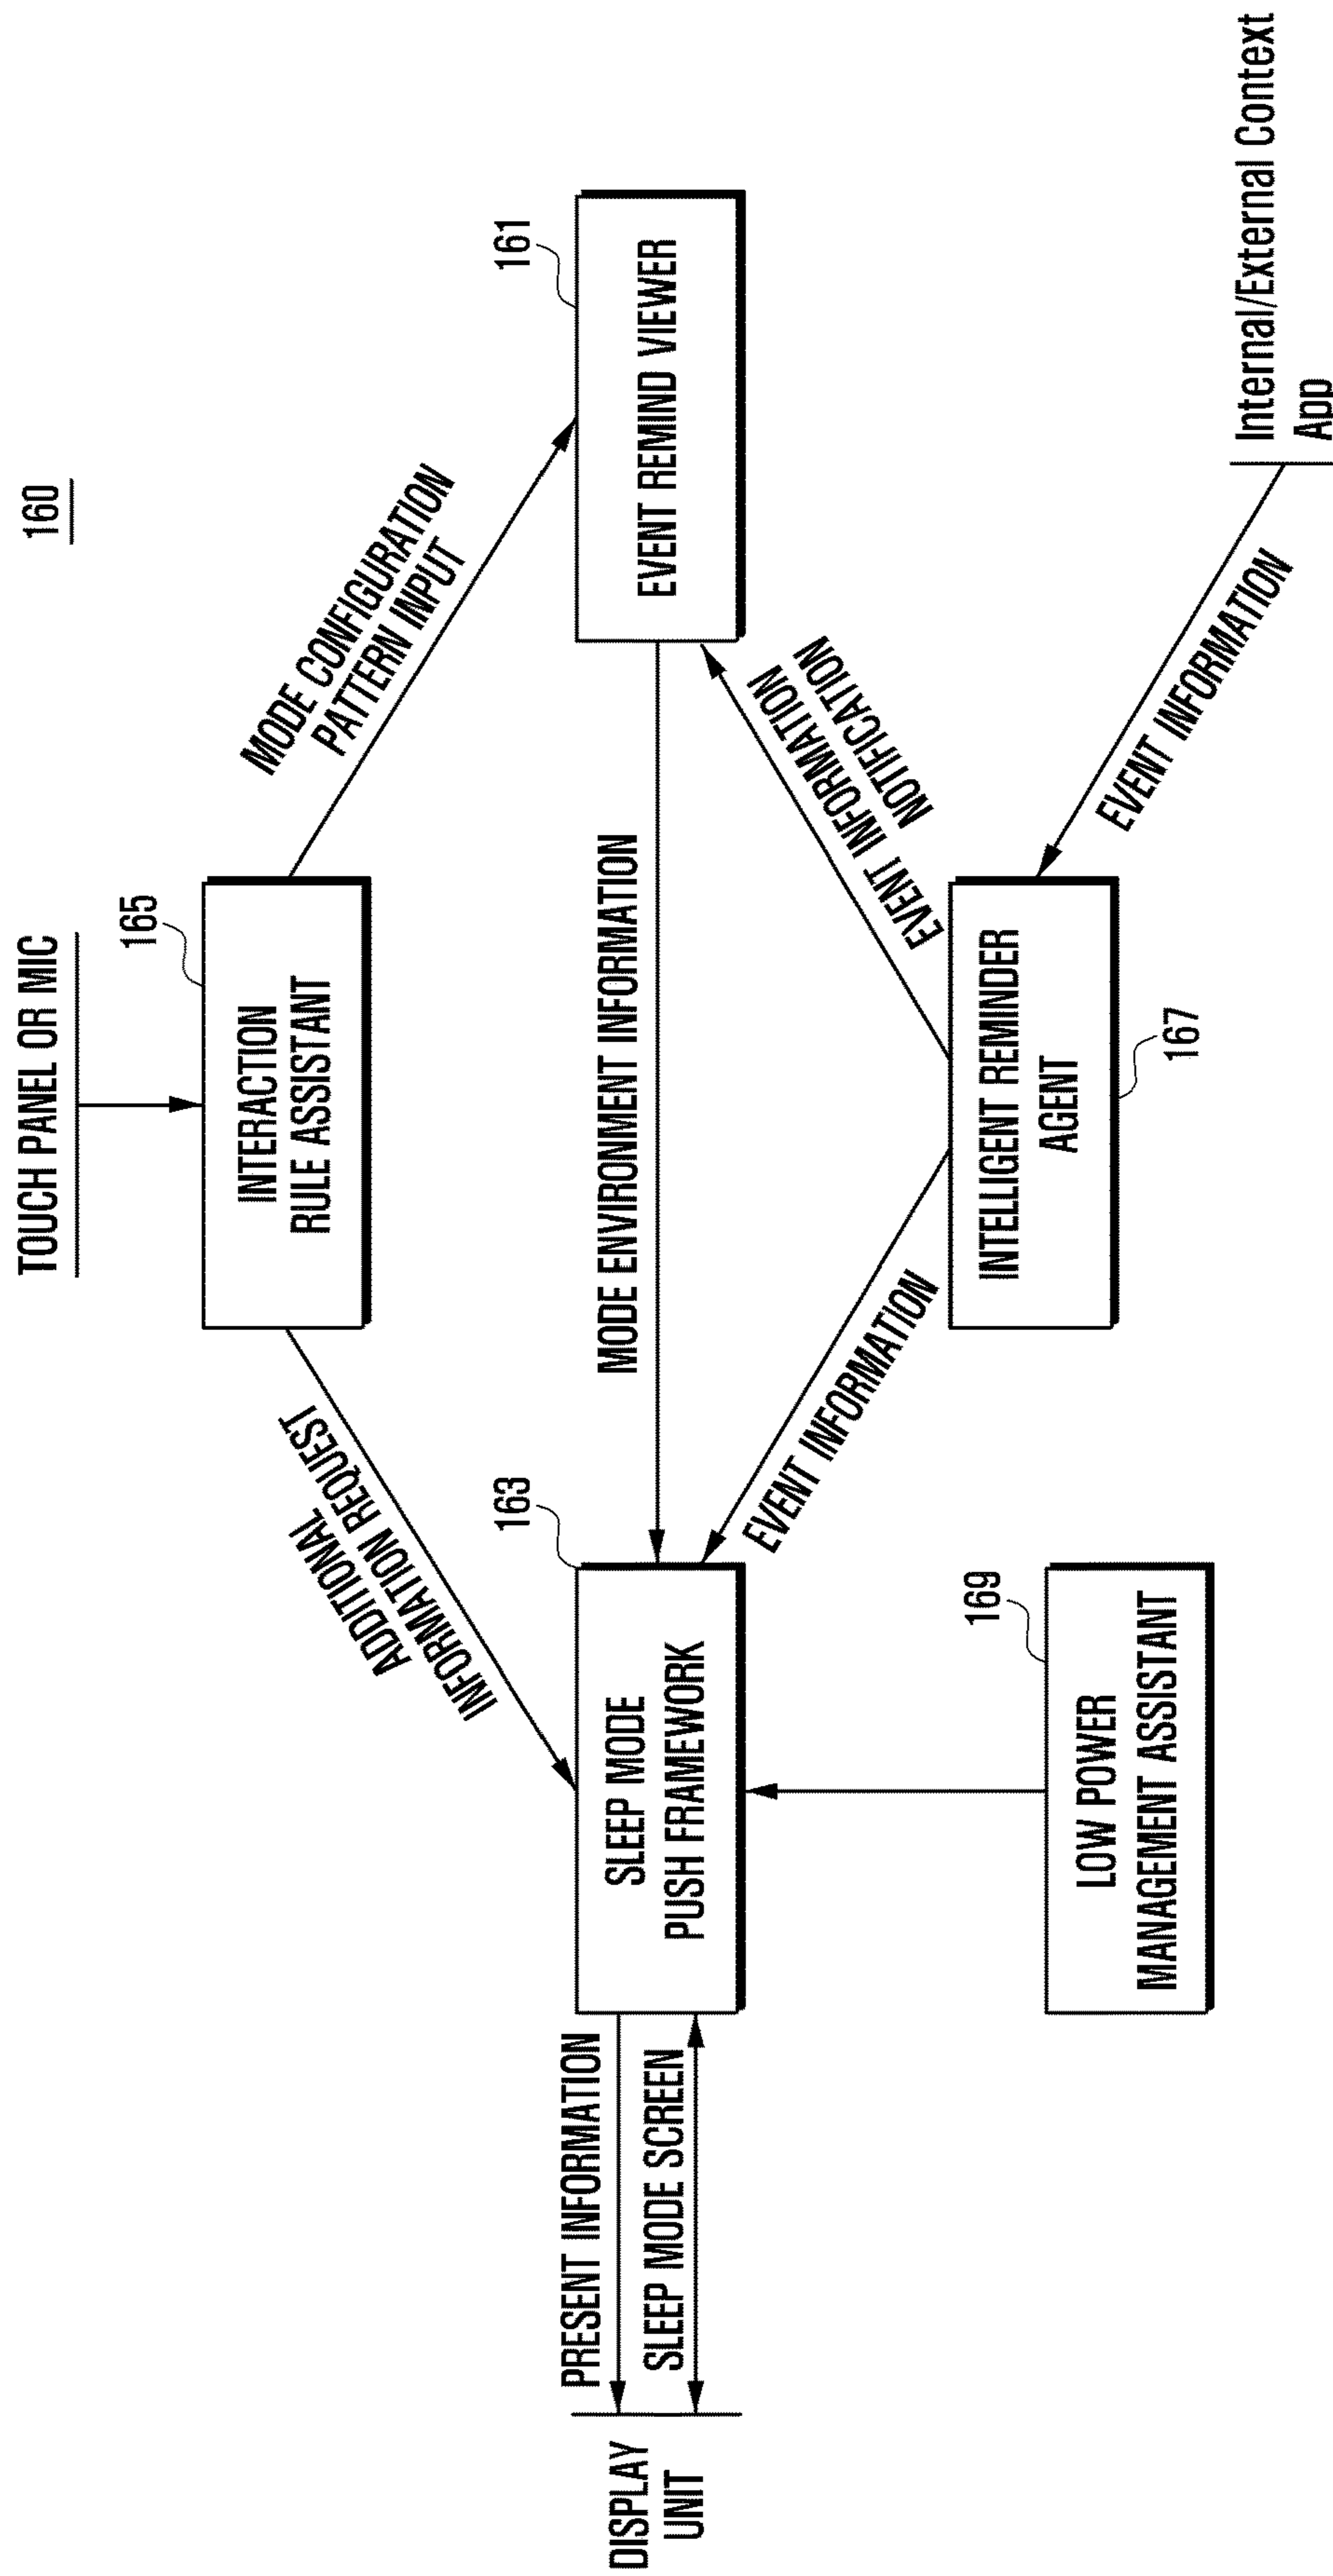 160
TOUCH PANEL OR MIC
165
INTERACTION
RULE ASSISTANT
ADDITIONAL
INFORMATION REQUEST
MODE CONFIGURATION
PATTERN INPUT
DISPLAY
UNIT
PRESENT INFORMATION
SLEEP MODE SCREEN
163
SLEEP MODE
PUSH FRAMEWORK
MODE ENVIRONMENT INFORMATION
161
EVENT REMIND VIEWER
EVENT INFORMATION
EVENT INFORMATION
NOTIFICATION
169
LOW POWER
MANAGEMENT ASSISTANT
INTELLIGENT REMINDER
AGENT
167
EVENT INFORMATION
Internal/External Context
App